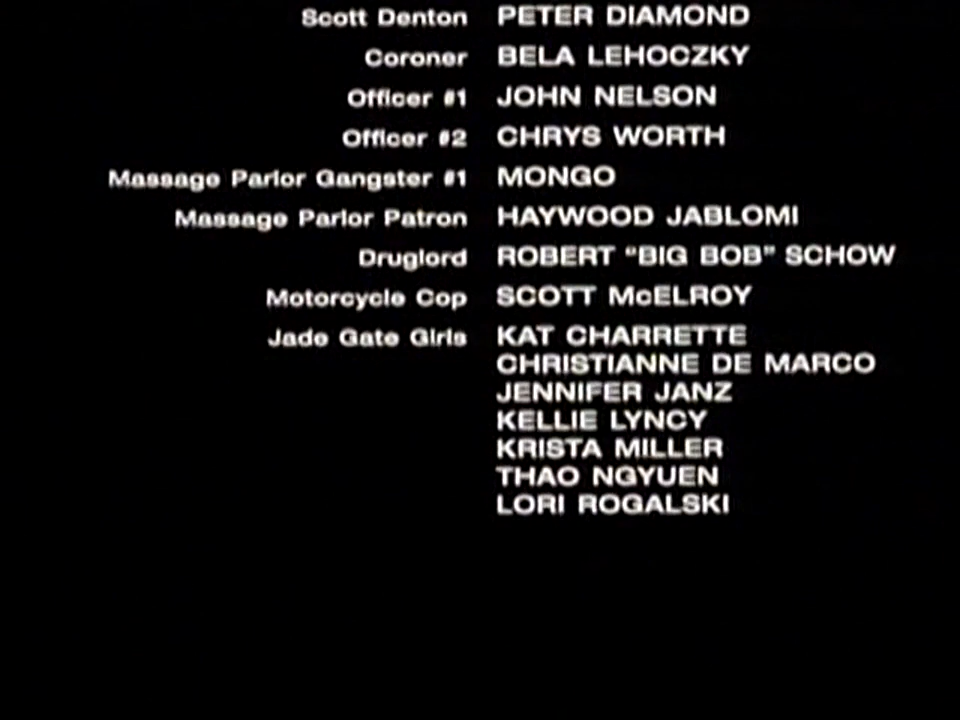 Scott Denton PETER DIAMOND
Coroner BELA LEHOCZKY
Officer #1 JOHN NELSON
Officer #2 CHRYS WORTH
Massage Parlor Gangster #1 MONGO
Massage Parlor Patron HAYWOOD JABLOMI
Druglord ROBERT "BIG BOB" SCHOW
Motorcycle Cop SCOTT McELROY
Jade Gate Girls KAT CHARRETTE
CHRISTIANNE DE MARCO
JENNIFER JANZ
KELLIE LYNCY
KRISTA MILLER
THAO NGYUEN
LORI ROGALSKI